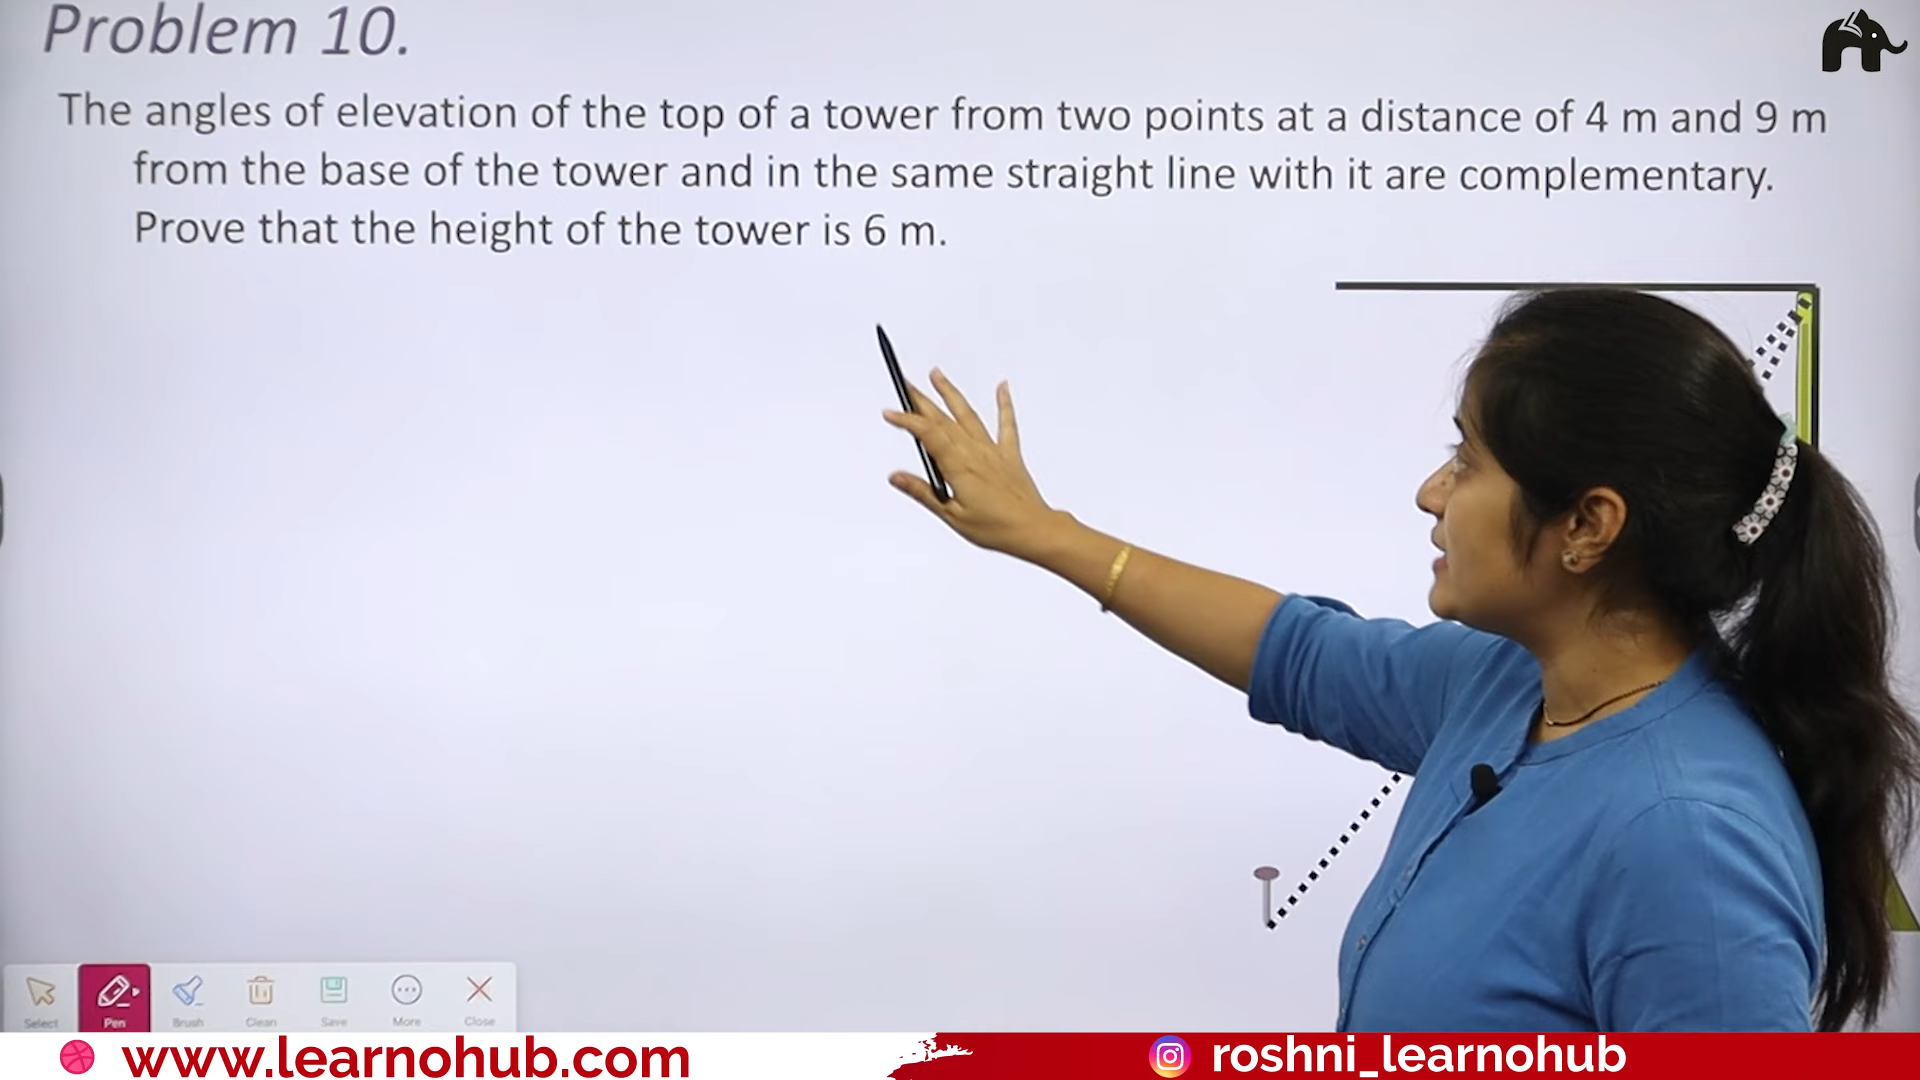 Problem 10.
The angles of elevation of the top of a tower from two points at a distance of 4 m and 9 m
from the base of the tower and in the same straight line with it are complementary.
Prove that the height of the tower is 6 m.
Select Pen Brush Clean Save More Close
www.learnohub.com
roshni_learnohub